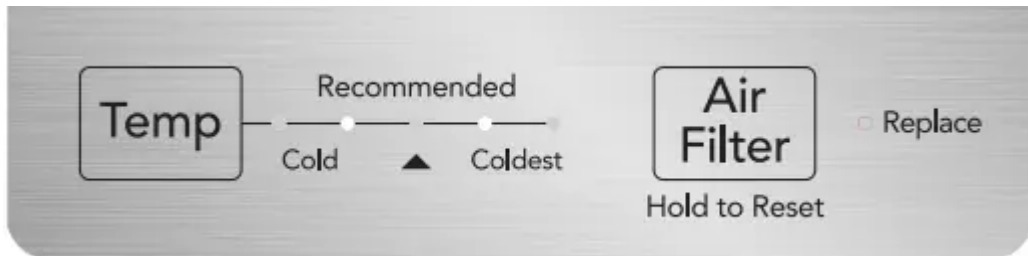 Temp
Recommended
Cold
Coldest
Air
Filter
Hold to Reset
Replace